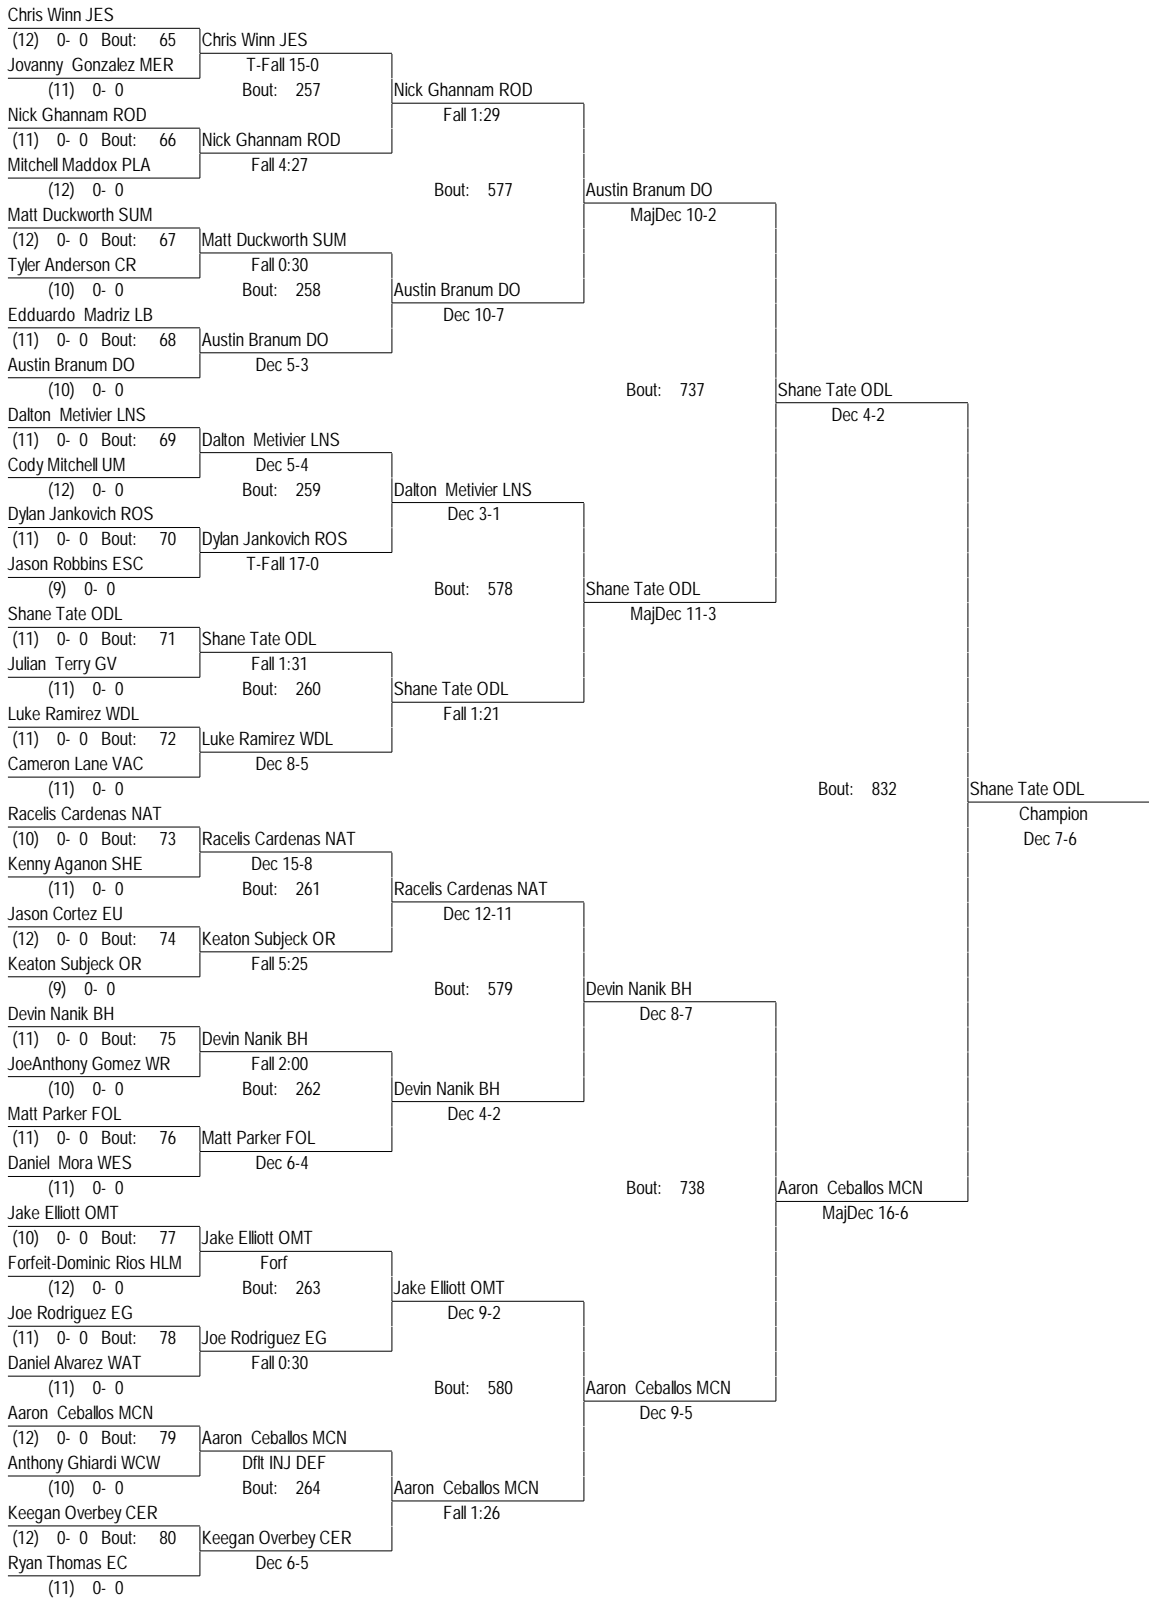 Chris Winn JES
(12) 0- 0 Bout: 65 Chris Winn JES
Jovanny Gonzalez MER T-Fall 15-0
(11) 0- 0 Bout: 257 Nick Ghannam ROD
Nick Ghannam ROD Fall 1:29
(11) 0- 0 Bout: 66 Nick Ghannam ROD
Mitchell Maddox PLA Fall 4:27
(12) 0- 0 Bout: 577 Austin Branum DO
Matt Duckworth SUM MajDec 10-2
(12) 0- 0 Bout: 67 Matt Duckworth SUM
Tyler Anderson CR Fall 0:30
(10) 0- 0 Bout: 258 Austin Branum DO
Edduardo Madriz LB Dec 10-7
(11) 0- 0 Bout: 68 Austin Branum DO
Austin Branum DO Dec 5-3
(10) 0- 0 Bout: 737 Shane Tate ODL
Dalton Metivier LNS Dec 4-2
(11) 0- 0 Bout: 69 Dalton Metivier LNS
Cody Mitchell UM Dec 5-4
(12) 0- 0 Bout: 259 Dalton Metivier LNS
Dylan Jankovich ROS Dec 3-1
(11) 0- 0 Bout: 70 Dylan Jankovich ROS
Jason Robbins ESC T-Fall 17-0
(9) 0- 0 Bout: 578 Shane Tate ODL
Shane Tate ODL MajDec 11-3
(11) 0- 0 Bout: 71 Shane Tate ODL
Julian Terry GV Fall 1:31
(11) 0- 0 Bout: 260 Shane Tate ODL
Luke Ramirez WDL Fall 1:21
(11) 0- 0 Bout: 72 Luke Ramirez WDL
Cameron Lane VAC Dec 8-5
(11) 0- 0 Bout: 832 Shane Tate ODL
Racelis Cardenas NAT Champion
(10) 0- 0 Bout: 73 Racelis Cardenas NAT Dec 7-6
Kenny Aganon SHE Dec 15-8
(11) 0- 0 Bout: 261 Racelis Cardenas NAT
Jason Cortez EU Dec 12-11
(12) 0- 0 Bout: 74 Keaton Subjeck OR
Keaton Subjeck OR Fall 5:25
(9) 0- 0 Bout: 579 Devin Nanik BH
Devin Nanik BH Dec 8-7
(11) 0- 0 Bout: 75 Devin Nanik BH
JoeAnthony Gomez WR Fall 2:00
(10) 0- 0 Bout: 262 Devin Nanik BH
Matt Parker FOL Dec 4-2
(11) 0- 0 Bout: 76 Matt Parker FOL
Daniel Mora WES Dec 6-4
(11) 0- 0 Bout: 738 Aaron Ceballos MCN
Jake Elliott OMT MajDec 16-6
(10) 0- 0 Bout: 77 Jake Elliott OMT
Forfeit-Dominic Rios HLM Forf
(12) 0- 0 Bout: 263 Jake Elliott OMT
Joe Rodriguez EG Dec 9-2
(11) 0- 0 Bout: 78 Joe Rodriguez EG
Daniel Alvarez WAT Fall 0:30
(11) 0- 0 Bout: 580 Aaron Ceballos MCN
Aaron Ceballos MCN Dec 9-5
(12) 0- 0 Bout: 79 Aaron Ceballos MCN
Anthony Ghiardi WCW Dflt INJ DEF
(10) 0- 0 Bout: 264 Aaron Ceballos MCN
Keegan Overbey CER Fall 1:26
(12) 0- 0 Bout: 80 Keegan Overbey CER
Ryan Thomas EC Dec 6-5
(11) 0- 0